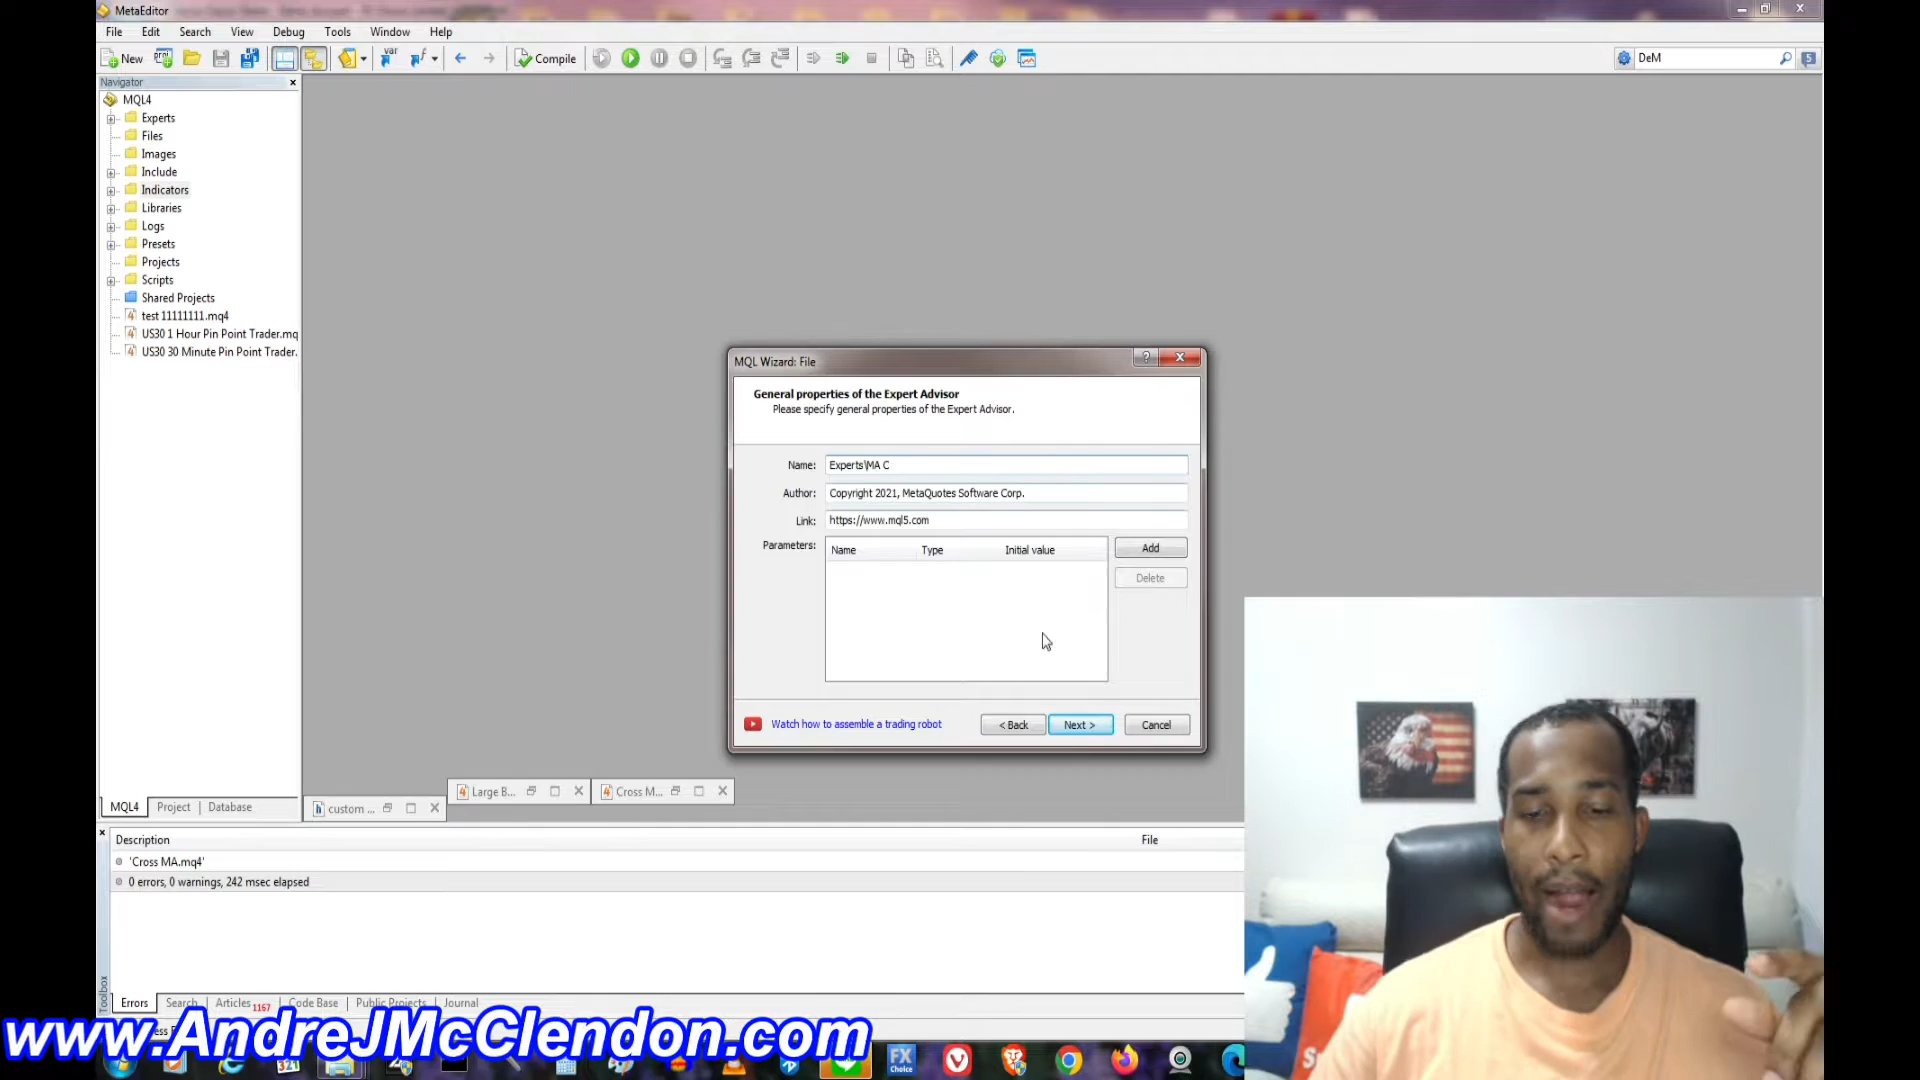 MetaEditor
File Edit Search View Debug Tools Window Help
New Compile DeM
Navigator
MQL4
Experts
Files
Images
Include
Indicators
Libraries
Logs
Presets
Projects
Scripts
Shared Projects
test 11111111.mq4
US30 1 Hour Pin Point Trader.mq
US30 30 Minute Pin Point Trader.
MQL Wizard: File
General properties of the Expert Advisor
Please specify general properties of the Expert Advisor.
Name: Experts\MA C
Author: Copyright 2021, MetaQuotes Software Corp.
Link: https://www.mql5.com
Parameters: Name Type Initial value Add
Delete
Watch how to assemble a trading robot < Back Next > Cancel
Large B... Cross M...
MQL4 Project Database custom ...
Description File
'Cross MA.mq4'
0 errors, 0 warnings, 242 msec elapsed
Toolbox
Errors Search Articles 1167 Code Base Public Projects Journal
www.AndreJMcClendon.com
321 FX Choice